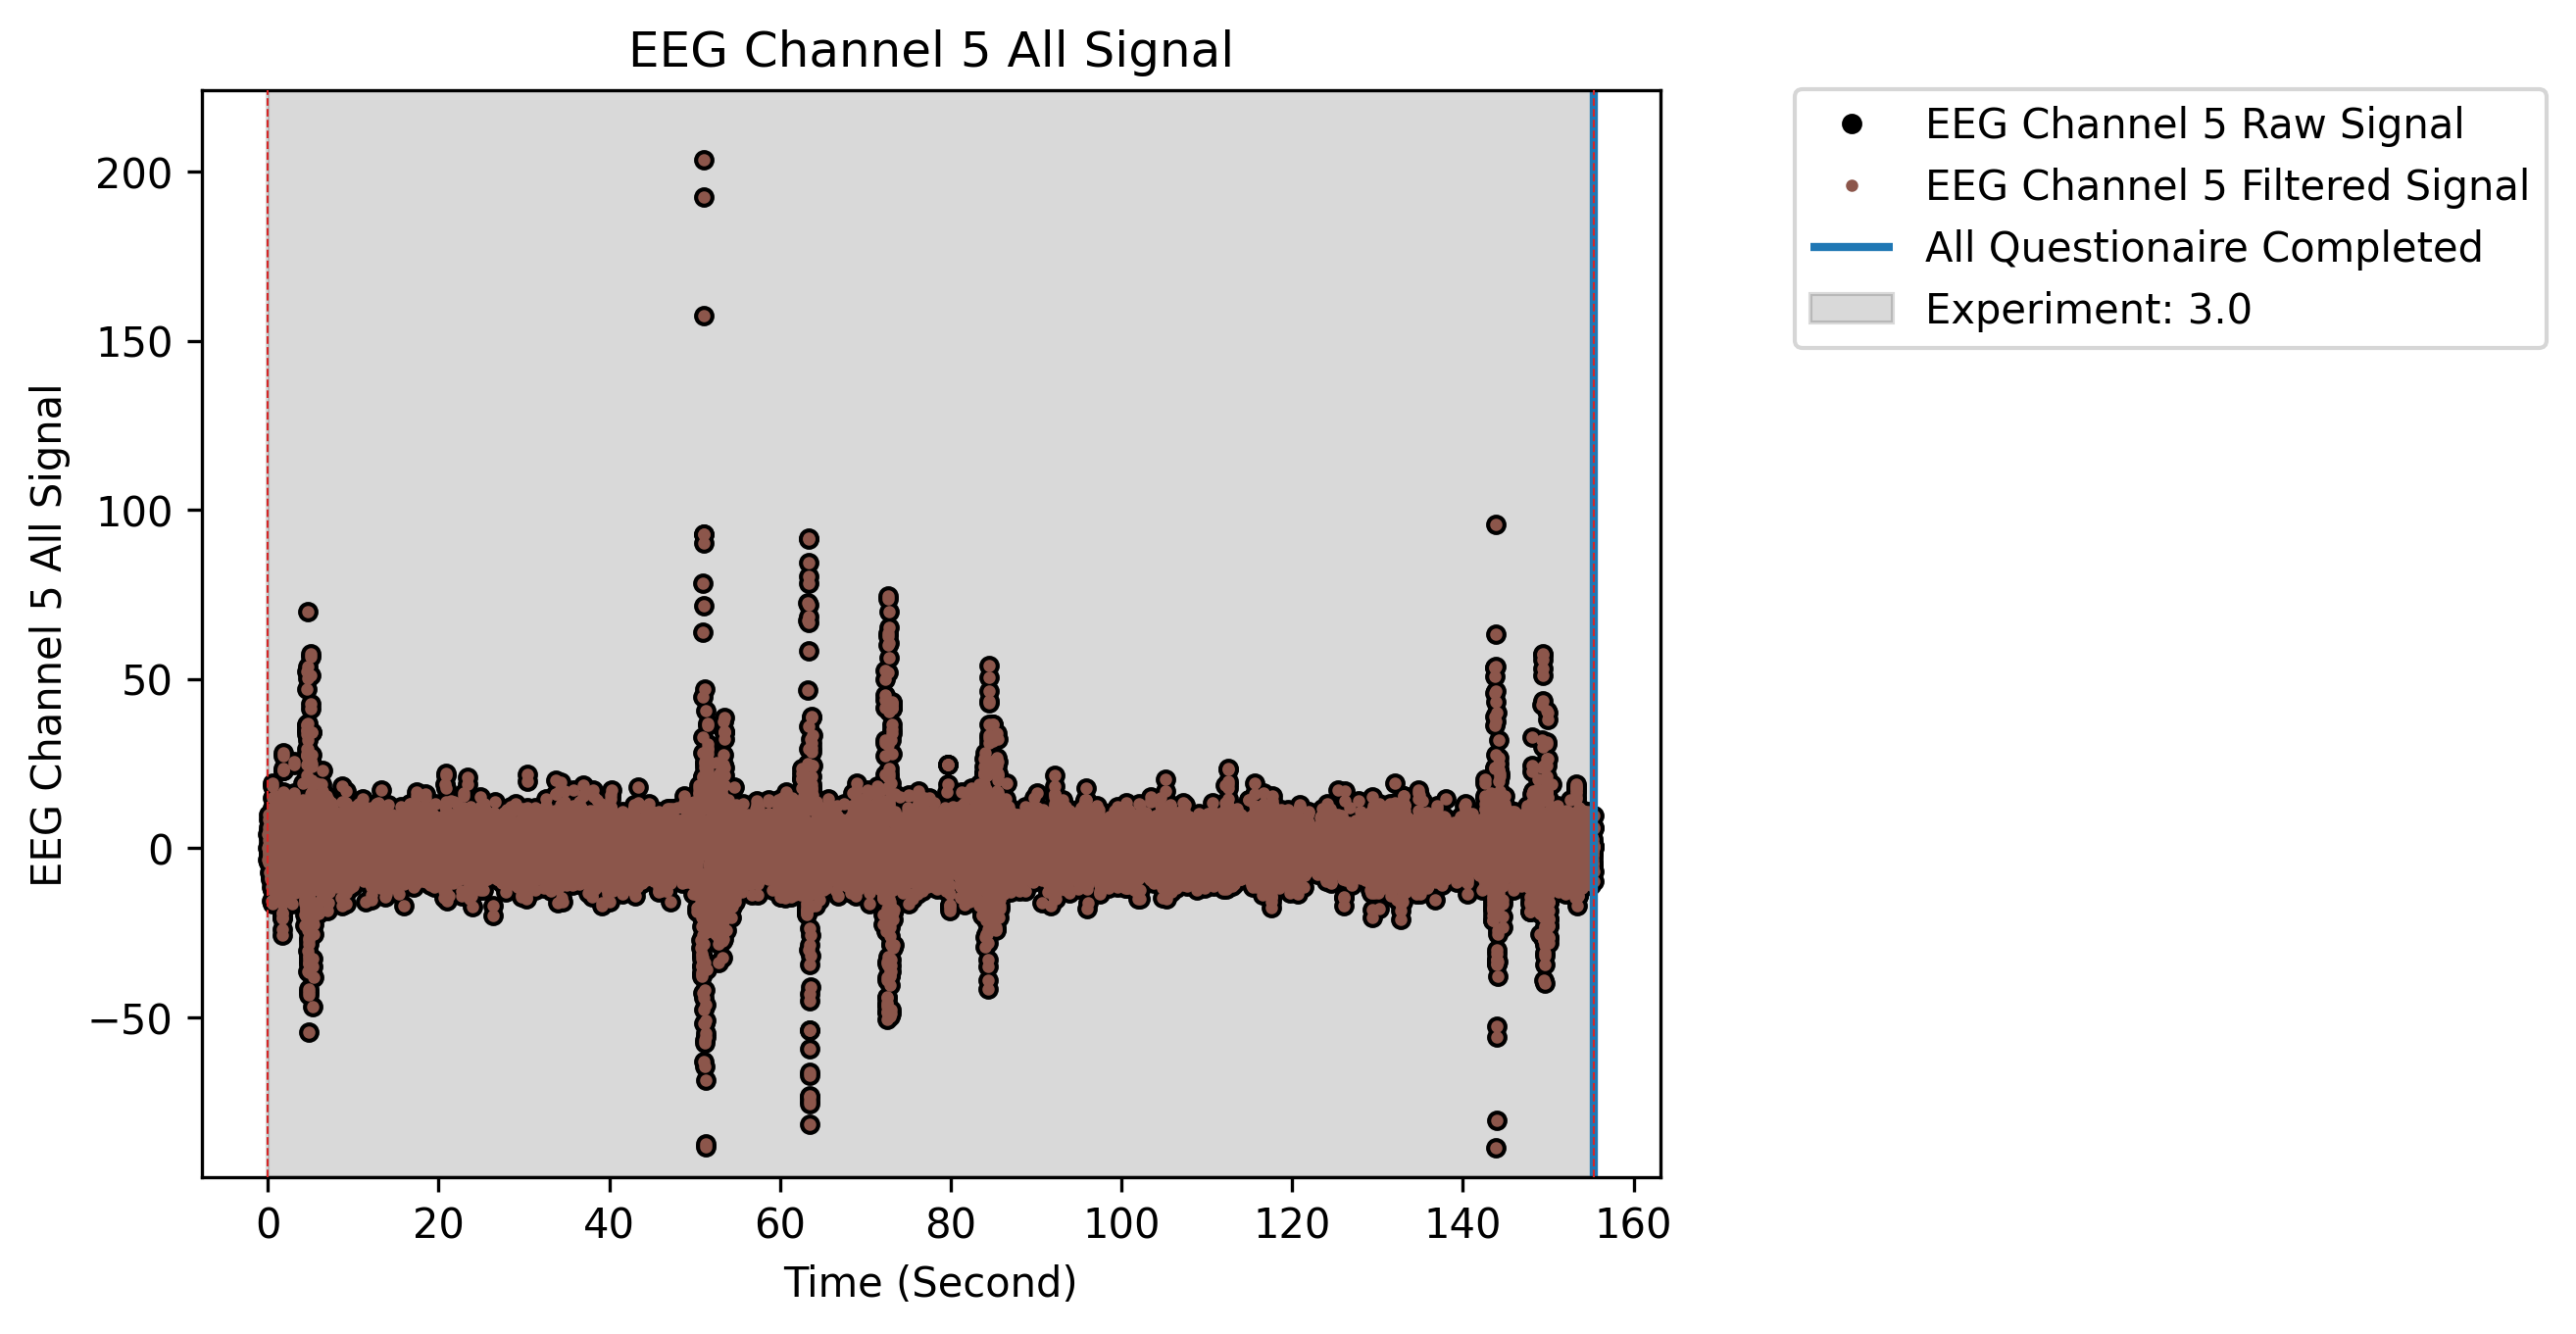 EEG Channel 5 All Signal
EEG Channel 5 Raw Signal
EEG Channel 5 Filtered Signal
All Questionaire Completed
Experiment: 3.0
EEG Channel 5 All Signal
200
150
100
50
0
−50
0 20 40 60 80 100 120 140 160
Time (Second)